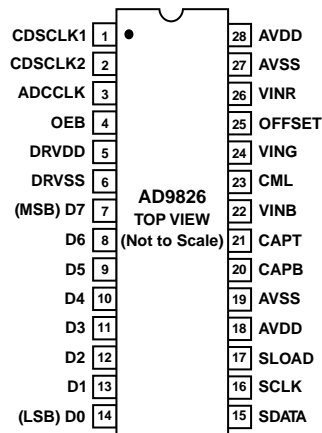 CDSCLK1 1 28 AVDD
CDSCLK2 2 27 AVSS
ADCCLK 3 26 VINR
OEB 4 25 OFFSET
DRVDD 5 24 VING
DRVSS 6 23 CML
(MSB) D7 7 22 VINB
D6 8 21 CAPT
D5 9 20 CAPB
D4 10 19 AVSS
D3 11 18 AVDD
D2 12 17 SLOAD
D1 13 16 SCLK
(LSB) D0 14 15 SDATA
AD9826
TOP VIEW
(Not to Scale)